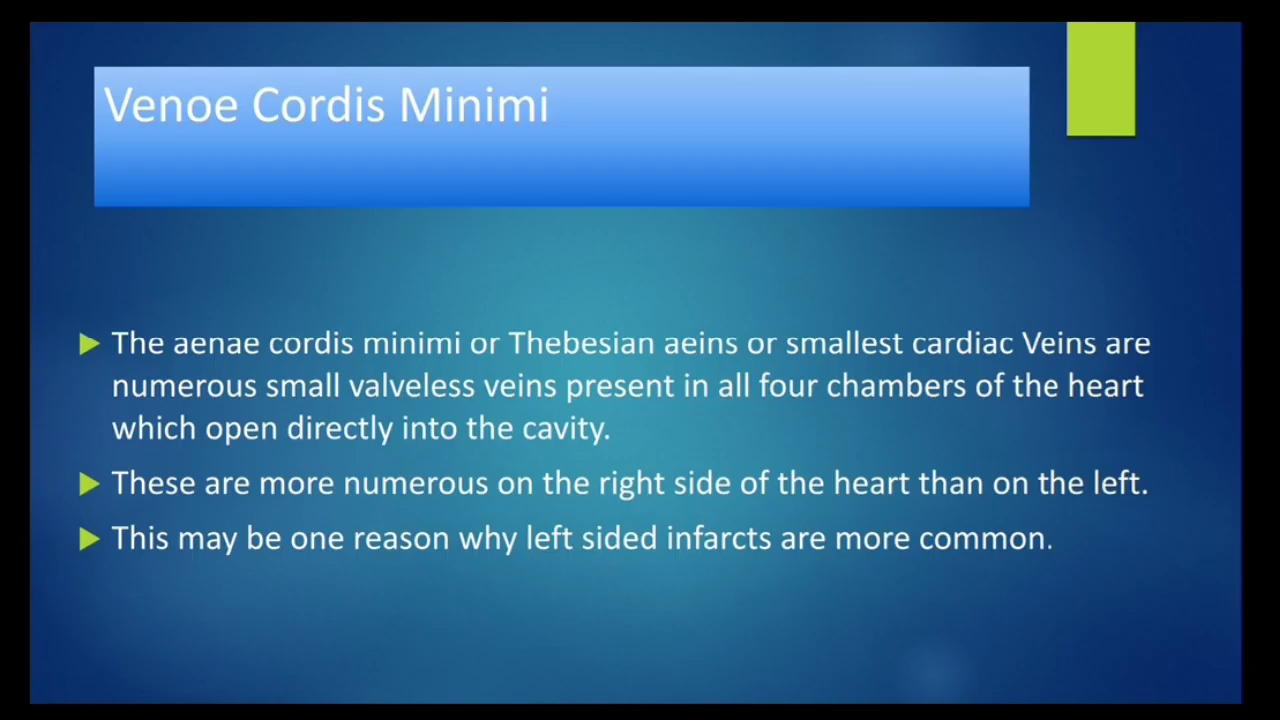 Venoe Cordis Minimi
The aenae cordis minimi or Thebesian aeins or smallest cardiac Veins are
numerous small valveless veins present in all four chambers of the heart
which open directly into the cavity.
These are more numerous on the right side of the heart than on the left.
This may be one reason why left sided infarcts are more common.